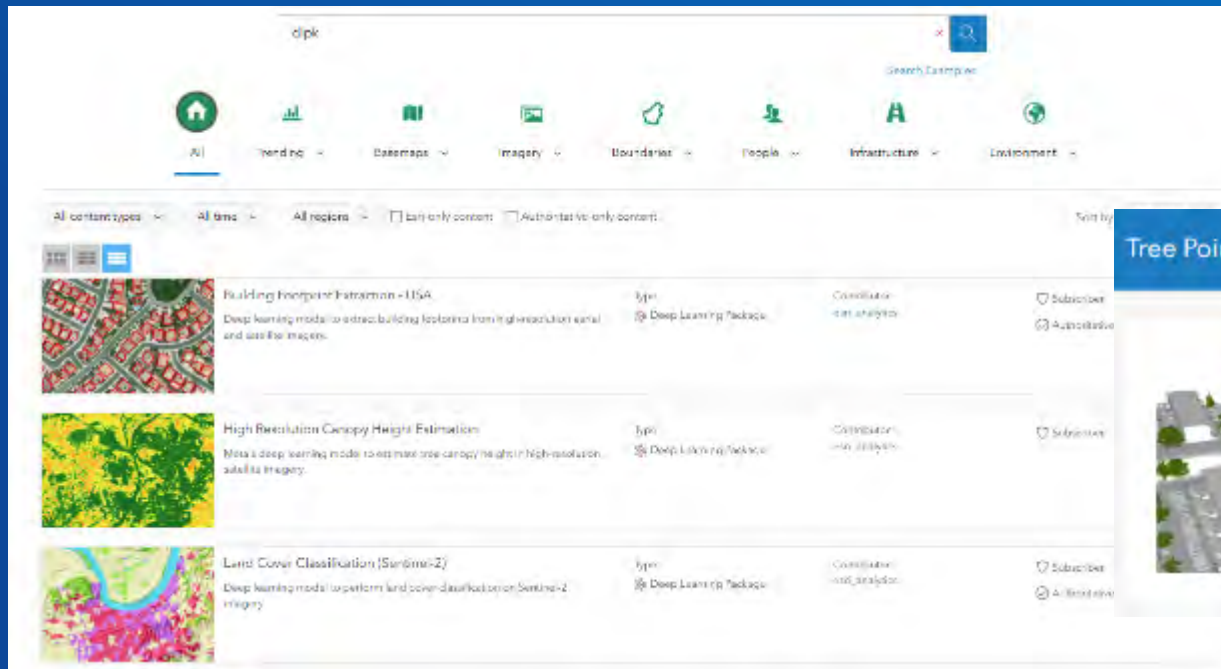 dlpk
Search Examples
All
Trending
Basemaps
Imagery
Boundaries
People
Infrastructure
Environment
All content types
All time
All regions
Esri-only content
Authoritative-only content
Sort by
Tree Poi
Building Footprint Extraction - USA
Type
Contributor
Subscriber
Deep learning model to extract building footprints from high-resolution aerial
and satellite imagery.
Deep Learning Package
esri_analytics
Authoritative
High Resolution Canopy Height Estimation
Type
Contributor
Subscriber
Meta's deep learning model to estimate tree canopy height in high-resolution
satellite imagery.
Deep Learning Package
esri_analytics
Land Cover Classification (Sentinel-2)
Type
Contributor
Subscriber
Deep learning model to perform land cover classification on Sentinel-2
imagery
Deep Learning Package
esri_analytics
Authoritative